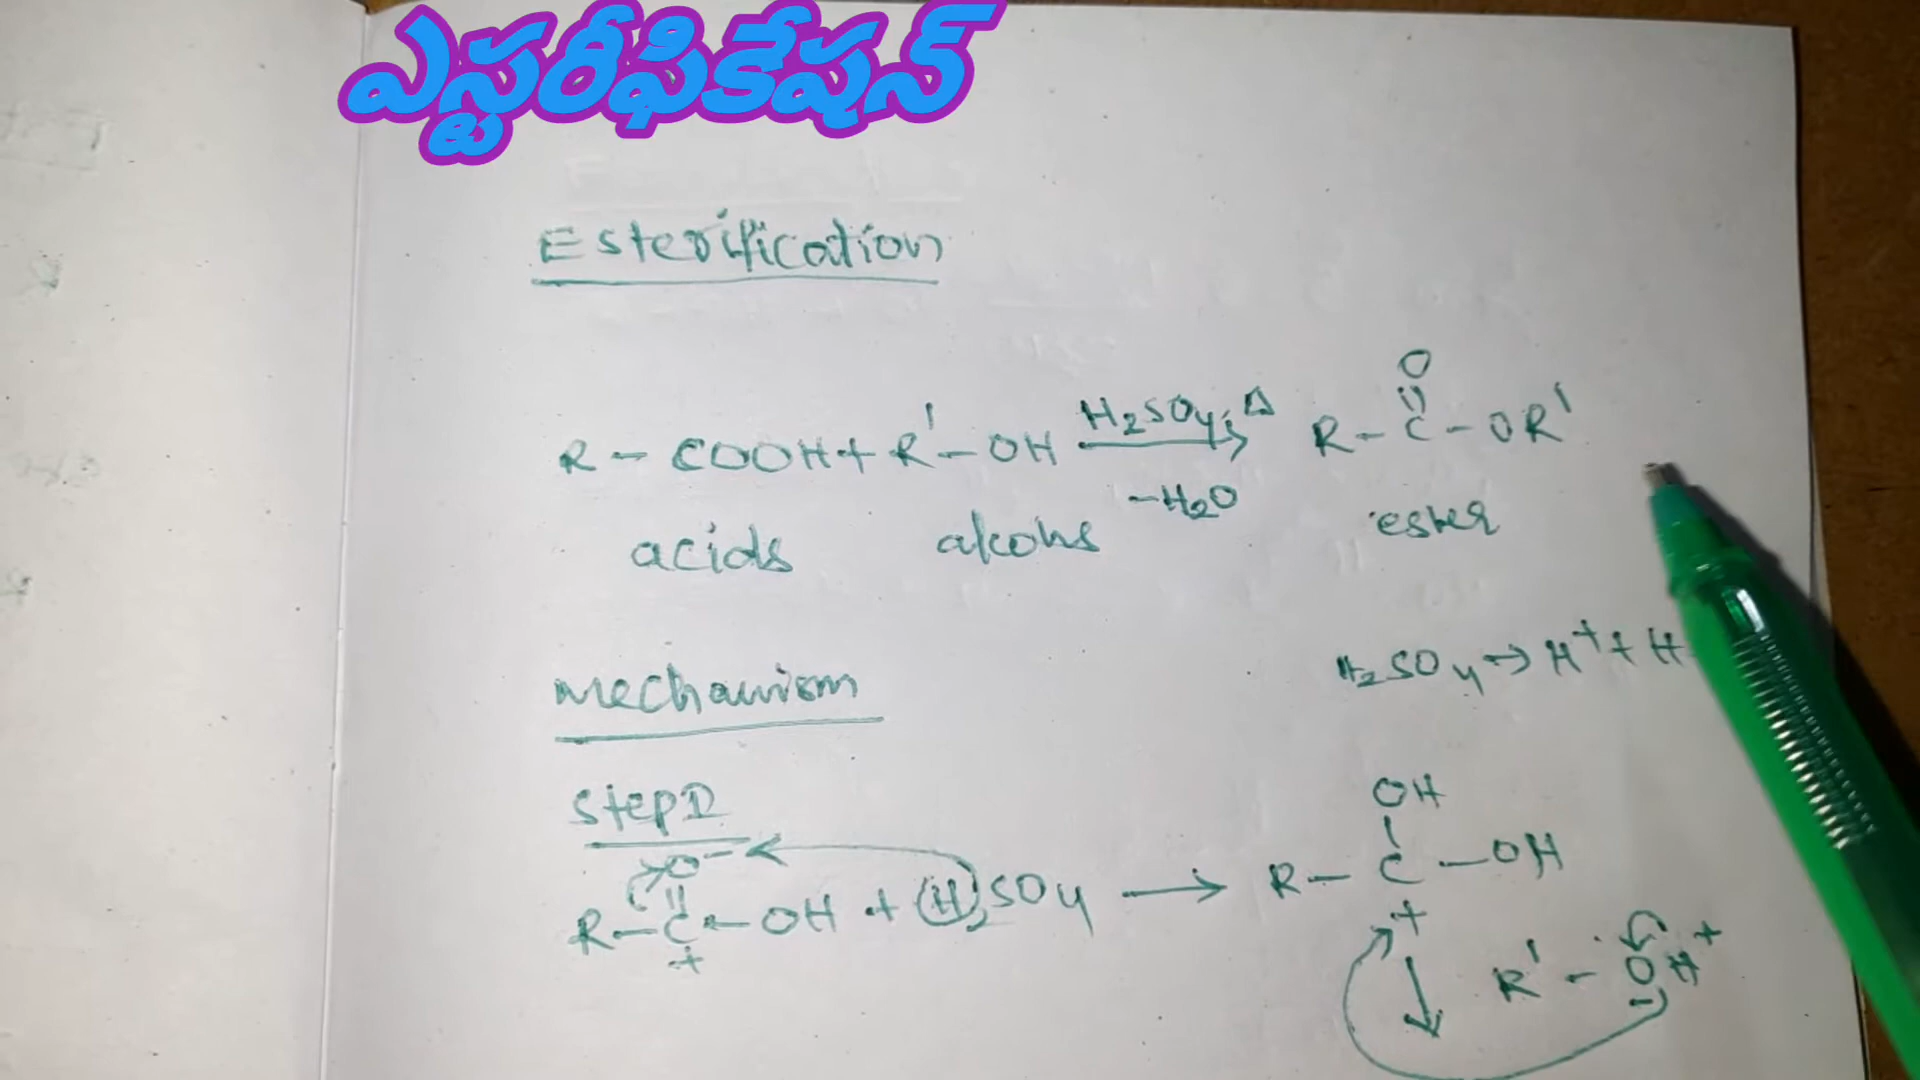 ఎస్టరీఫికేషన్
Esterification
O
R - COOH + R' - OH H2SO4, Δ R - C - OR'
-H2O
acids alcohs ester
H2SO4 → H+ + H
Mechanism
Step I
OH
O-
R - C - OH + H2SO4 → R - C - OH
+
+
R' - OH+